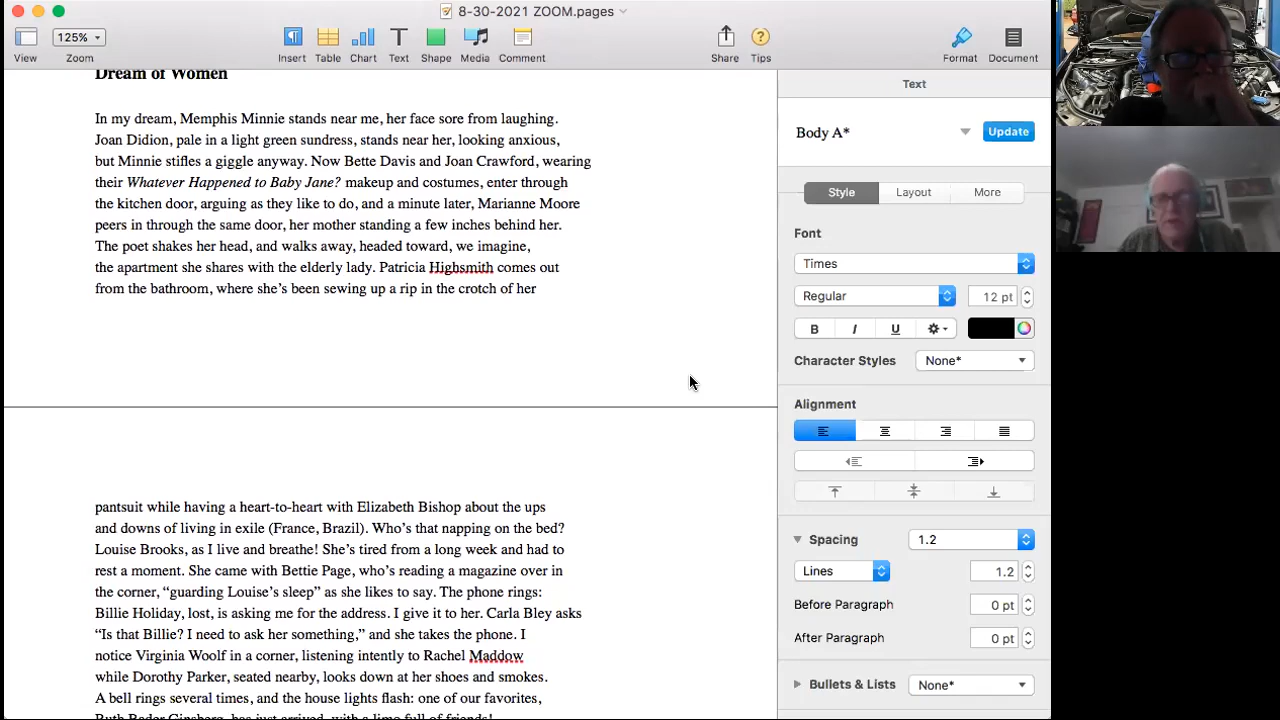 8-30-2021 ZOOM.pages
125%
View
Zoom
Insert
Table
Chart
Text
Shape
Media
Comment
Share
Tips
Format
Document
Dream of Women
In my dream, Memphis Minnie stands near me, her face sore from laughing.
Joan Didion, pale in a light green sundress, stands near her, looking anxious,
but Minnie stifles a giggle anyway. Now Bette Davis and Joan Crawford, wearing
their Whatever Happened to Baby Jane? makeup and costumes, enter through
the kitchen door, arguing as they like to do, and a minute later, Marianne Moore
peers in through the same door, her mother standing a few inches behind her.
The poet shakes her head, and walks away, headed toward, we imagine,
the apartment she shares with the elderly lady. Patricia Highsmith comes out
from the bathroom, where she's been sewing up a rip in the crotch of her
pantsuit while having a heart-to-heart with Elizabeth Bishop about the ups
and downs of living in exile (France, Brazil). Who's that napping on the bed?
Louise Brooks, as I live and breathe! She's tired from a long week and had to
rest a moment. She came with Bettie Page, who's reading a magazine over in
the corner, “guarding Louise's sleep” as she likes to say. The phone rings:
Billie Holiday, lost, is asking me for the address. I give it to her. Carla Bley asks
“Is that Billie? I need to ask her something,” and she takes the phone. I
notice Virginia Woolf in a corner, listening intently to Rachel Maddow
while Dorothy Parker, seated nearby, looks down at her shoes and smokes.
A bell rings several times, and the house lights flash: one of our favorites,
Ruth Bader Ginsberg, has just arrived, with a limo full of friends!
Text
Body A*
Update
Style
Layout
More
Font
Times
Regular
12 pt
B
I
U
Character Styles
None*
Alignment
Spacing
1.2
Lines
1.2
Before Paragraph
0 pt
After Paragraph
0 pt
Bullets & Lists
None*